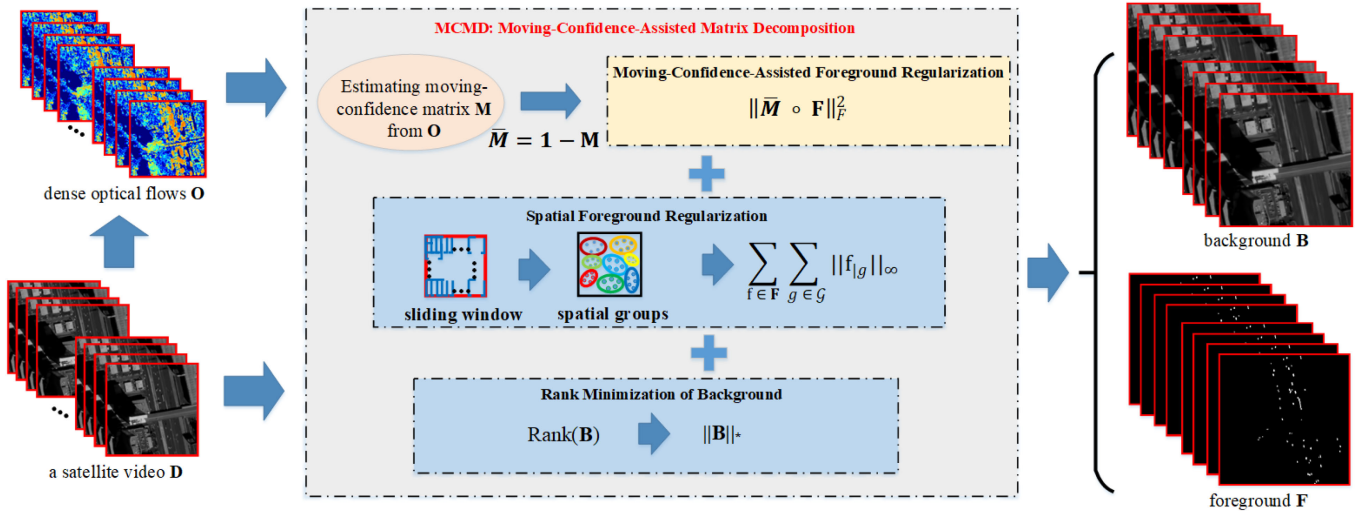 dense optical flows O
a satellite video D
MCMD: Moving-Confidence-Assisted Matrix Decomposition
Estimating moving-
confidence matrix M
from O
M̅ = 1 − M
Moving-Confidence-Assisted Foreground Regularization
||M̅ ∘ F||²_F
Spatial Foreground Regularization
sliding window
spatial groups
∑_{f ∈ F} ∑_{g ∈ 𝒢} ||f_{|g}||_∞
Rank Minimization of Background
Rank(B)
||B||_*
background B
foreground F